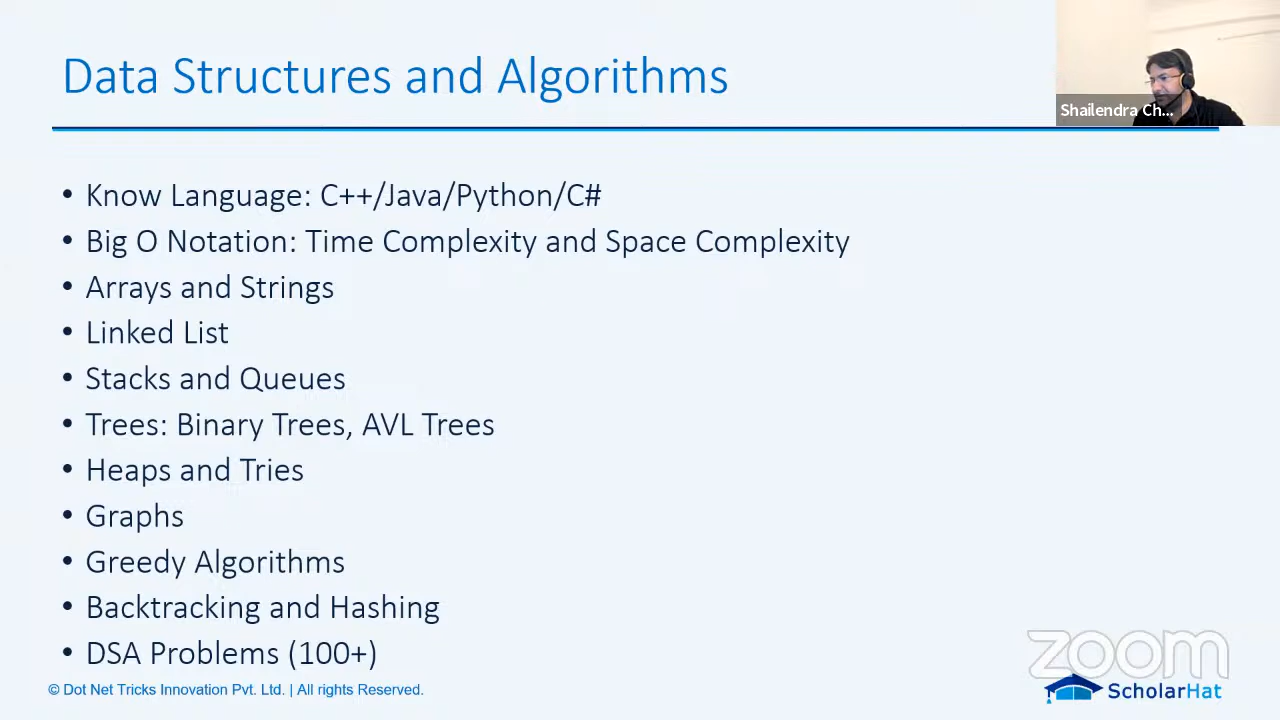 Data Structures and Algorithms
Shailendra Ch...
• Know Language: C++/Java/Python/C#
• Big O Notation: Time Complexity and Space Complexity
• Arrays and Strings
• Linked List
• Stacks and Queues
• Trees: Binary Trees, AVL Trees
• Heaps and Tries
• Graphs
• Greedy Algorithms
• Backtracking and Hashing
• DSA Problems (100+)
zoom
© Dot Net Tricks Innovation Pvt. Ltd. | All rights Reserved.
ScholarHat